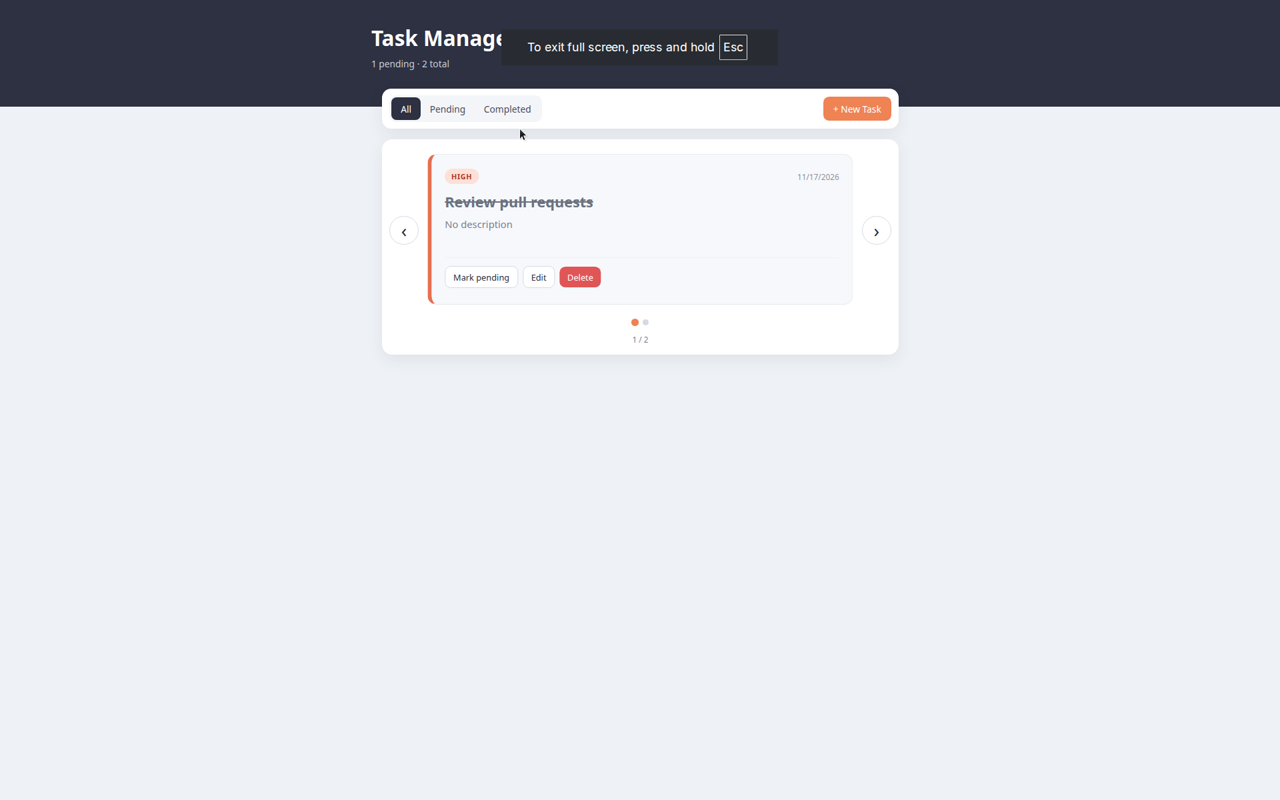 Task Manage
To exit full screen, press and hold Esc
1 pending · 2 total
All Pending Completed + New Task
HIGH 11/17/2026
Review pull requests
No description
‹ ›
Mark pending Edit Delete
1 / 2